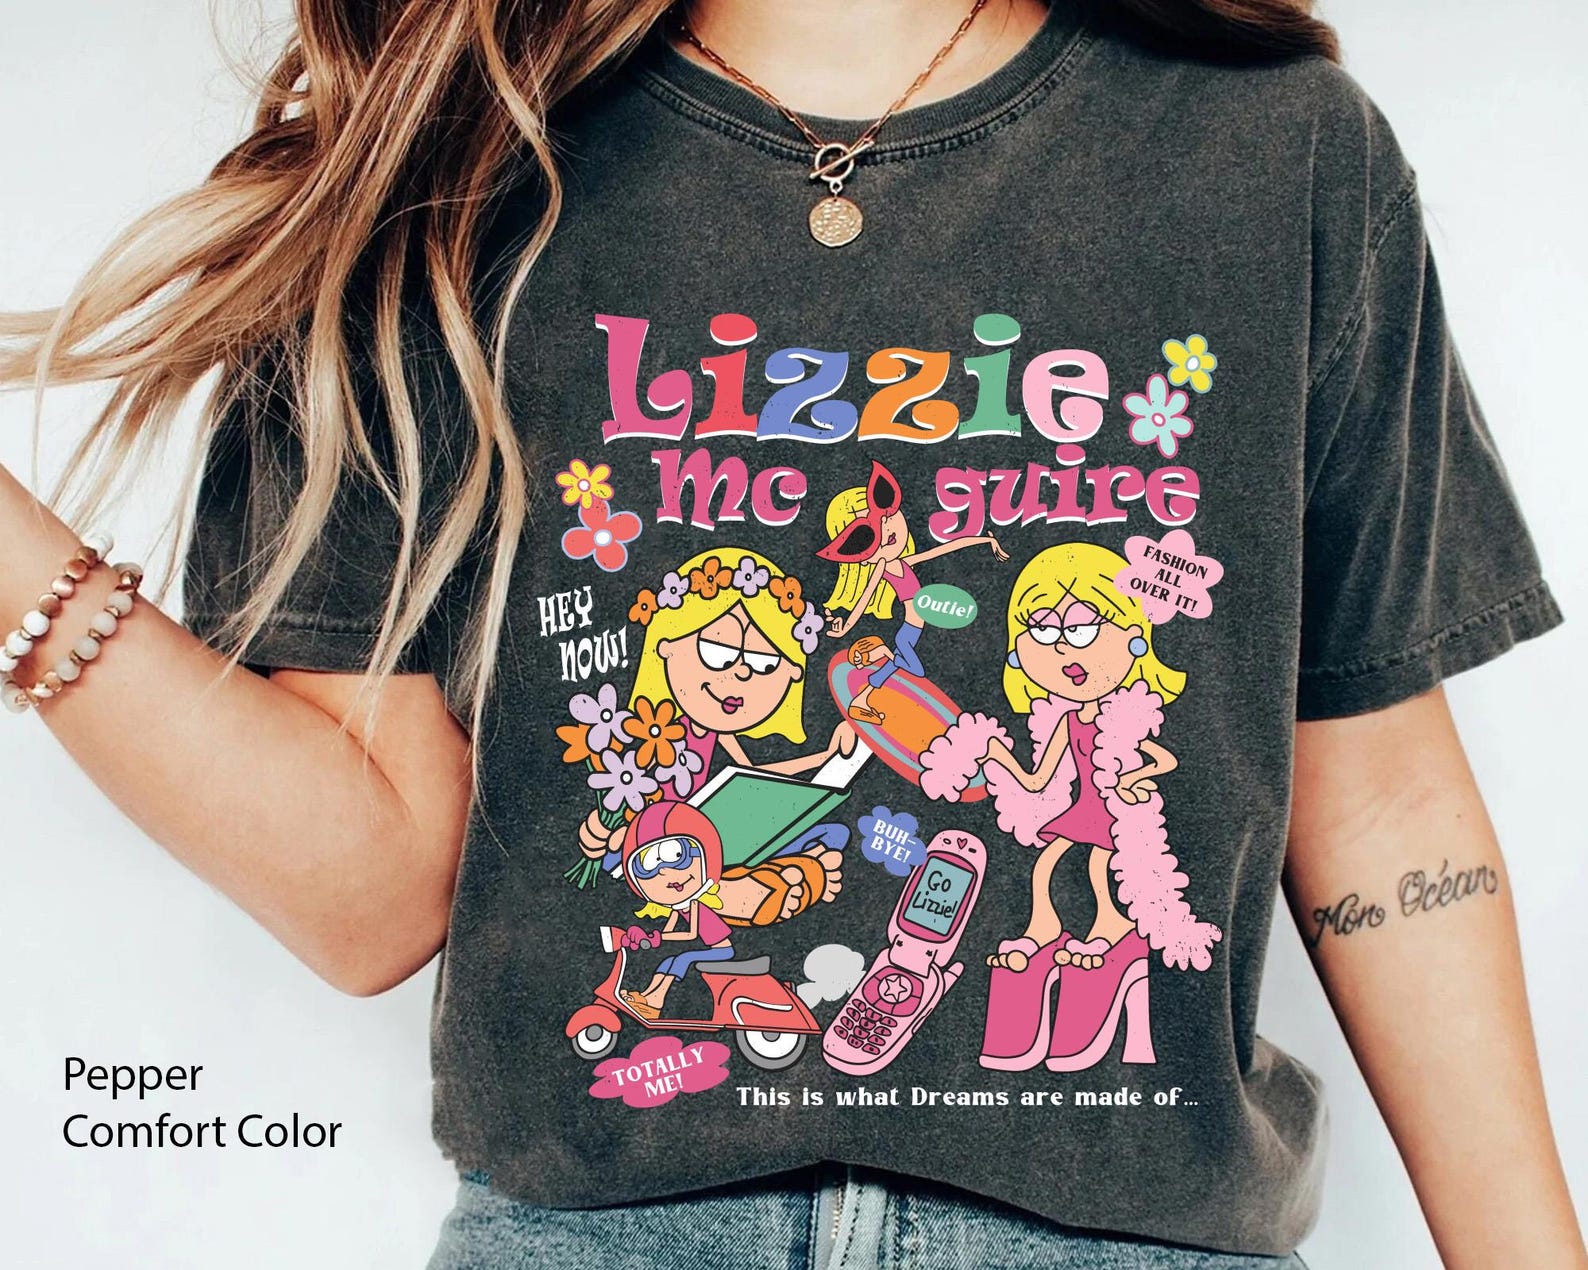 Lizzie
mc guire
FASHION
ALL
OVER IT!
HEY
NOW!
Outie!
BUH-
BYE!
Go
Lizzie!
TOTALLY
ME!
This is what Dreams are made of...
Mon Océan
Pepper
Comfort Color